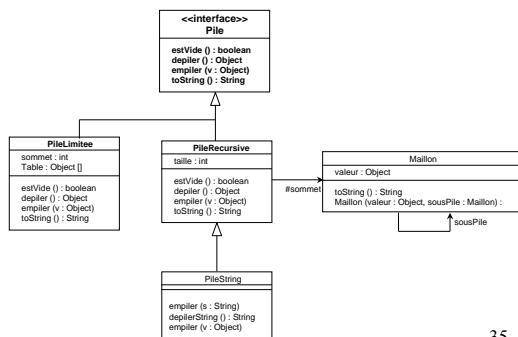 <<interface>>
Pile
estVide () : boolean
depiler () : Object
empiler (v : Object)
toString () : String
PileLimitee
sommet : int
Table : Object []
estVide () : boolean
depiler () : Object
empiler (v : Object)
toString () : String
PileRecursive
taille : int
estVide () : boolean
depiler () : Object
empiler (v : Object)
toString () : String
#sommet
Maillon
valeur : Object
toString () : String
Maillon (valeur : Object, sousPile : Maillon) :
sousPile
PileString
empiler (s : String)
depilerString () : String
empiler (v : Object)
35